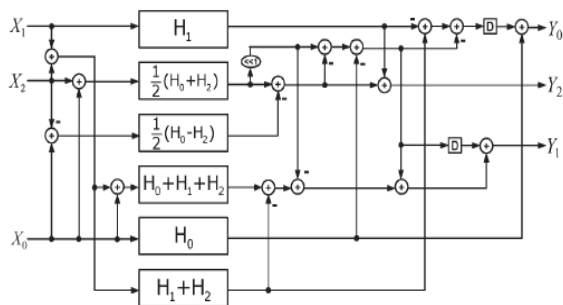 X₁ H₁ - - D Y₀
<<1 - -
X₂ ½(H₀+H₂) - - Y₂
- ½(H₀-H₂)
D Y₁
H₀+H₁+H₂ - -
X₀ H₀ -
H₁+H₂